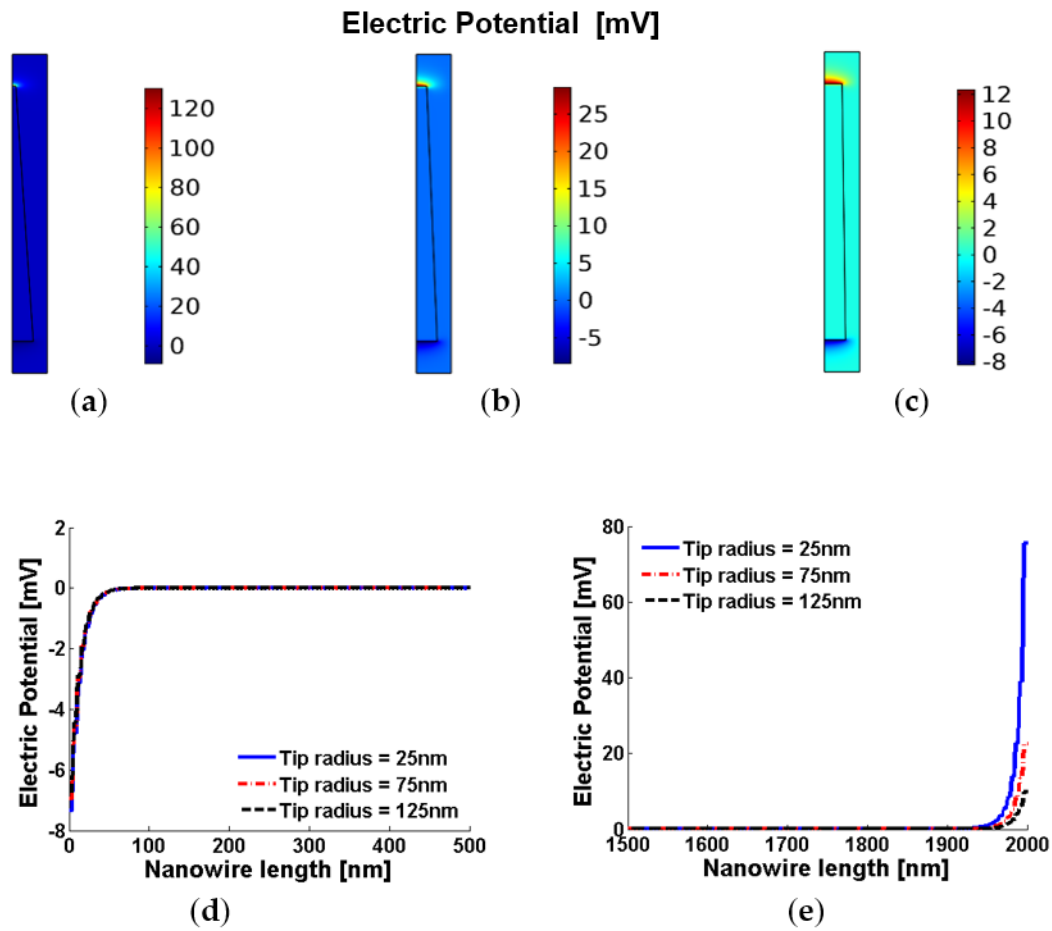 Electric Potential [mV]
120
100
80
60
40
20
0
(a)
25
20
15
10
5
0
-5
(b)
12
10
8
6
4
2
0
-2
-4
-6
-8
(c)
Electric Potential [mV]
2
0
-2
-4
-6
-8
Tip radius = 25nm
Tip radius = 75nm
Tip radius = 125nm
0 100 200 300 400 500
Nanowire length [nm]
(d)
Electric Potential [mV]
80
60
40
20
0
Tip radius = 25nm
Tip radius = 75nm
Tip radius = 125nm
1500 1600 1700 1800 1900 2000
Nanowire length [nm]
(e)